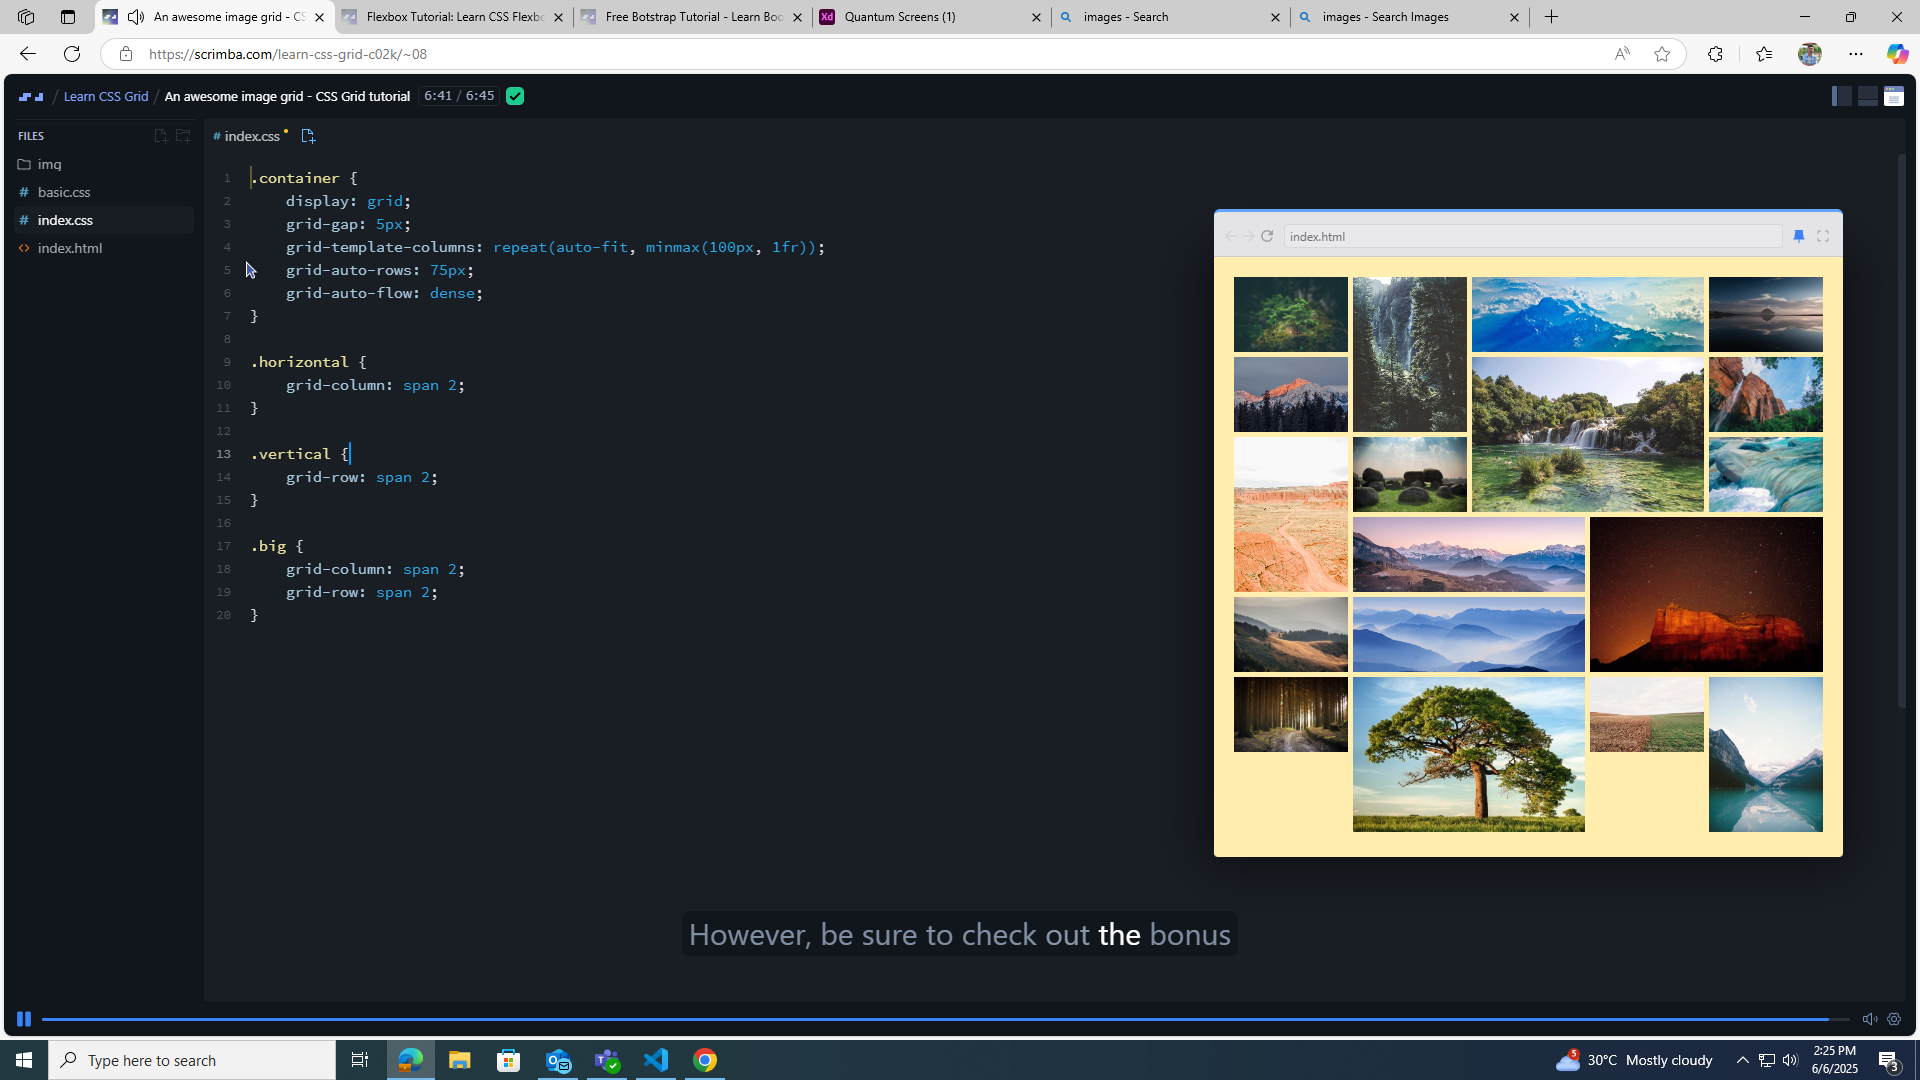 An awesome image grid - CS
Flexbox Tutorial: Learn CSS Flexbo
Free Botstrap Tutorial - Learn Boo
Xd
Quantum Screens (1)
images - Search
images - Search Images
https://scrimba.com/learn-css-grid-c02k/~08
/ Learn CSS Grid / An awesome image grid - CSS Grid tutorial 6:41 / 6:45
FILES
img
# basic.css
# index.css
<> index.html
# index.css
1 .container {
2 display: grid;
3 grid-gap: 5px;
4 grid-template-columns: repeat(auto-fit, minmax(100px, 1fr));
5 grid-auto-rows: 75px;
6 grid-auto-flow: dense;
7 }
8
9 .horizontal {
10 grid-column: span 2;
11 }
12
13 .vertical {
14 grid-row: span 2;
15 }
16
17 .big {
18 grid-column: span 2;
19 grid-row: span 2;
20 }
index.html
However, be sure to check out the bonus
Type here to search
5
30°C Mostly cloudy
2:25 PM
6/6/2025
3